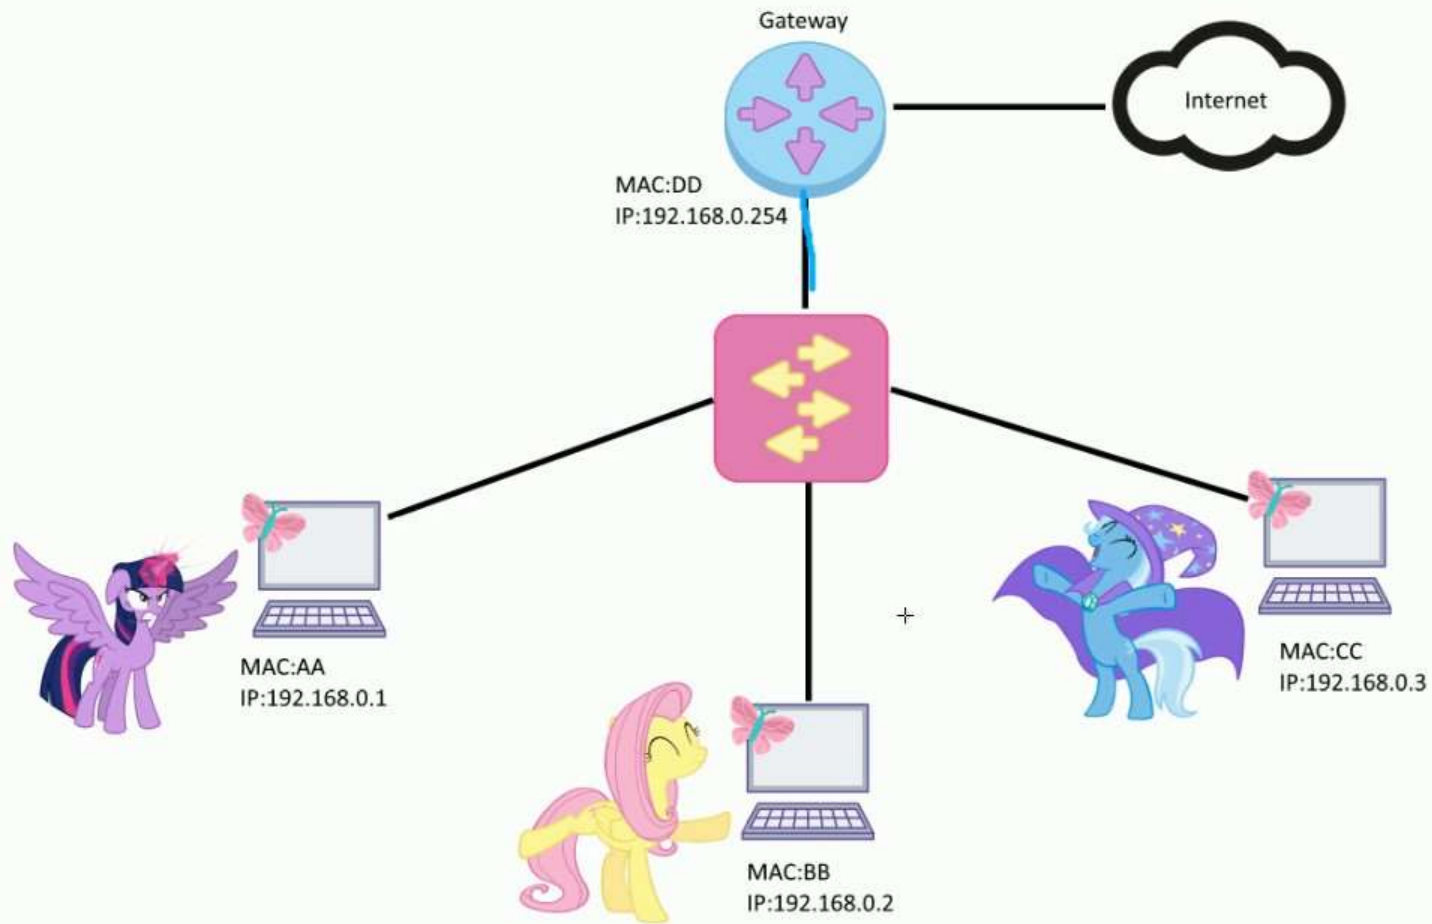 Gateway
Internet
MAC:DD
IP:192.168.0.254
MAC:AA
IP:192.168.0.1
MAC:CC
IP:192.168.0.3
MAC:BB
IP:192.168.0.2